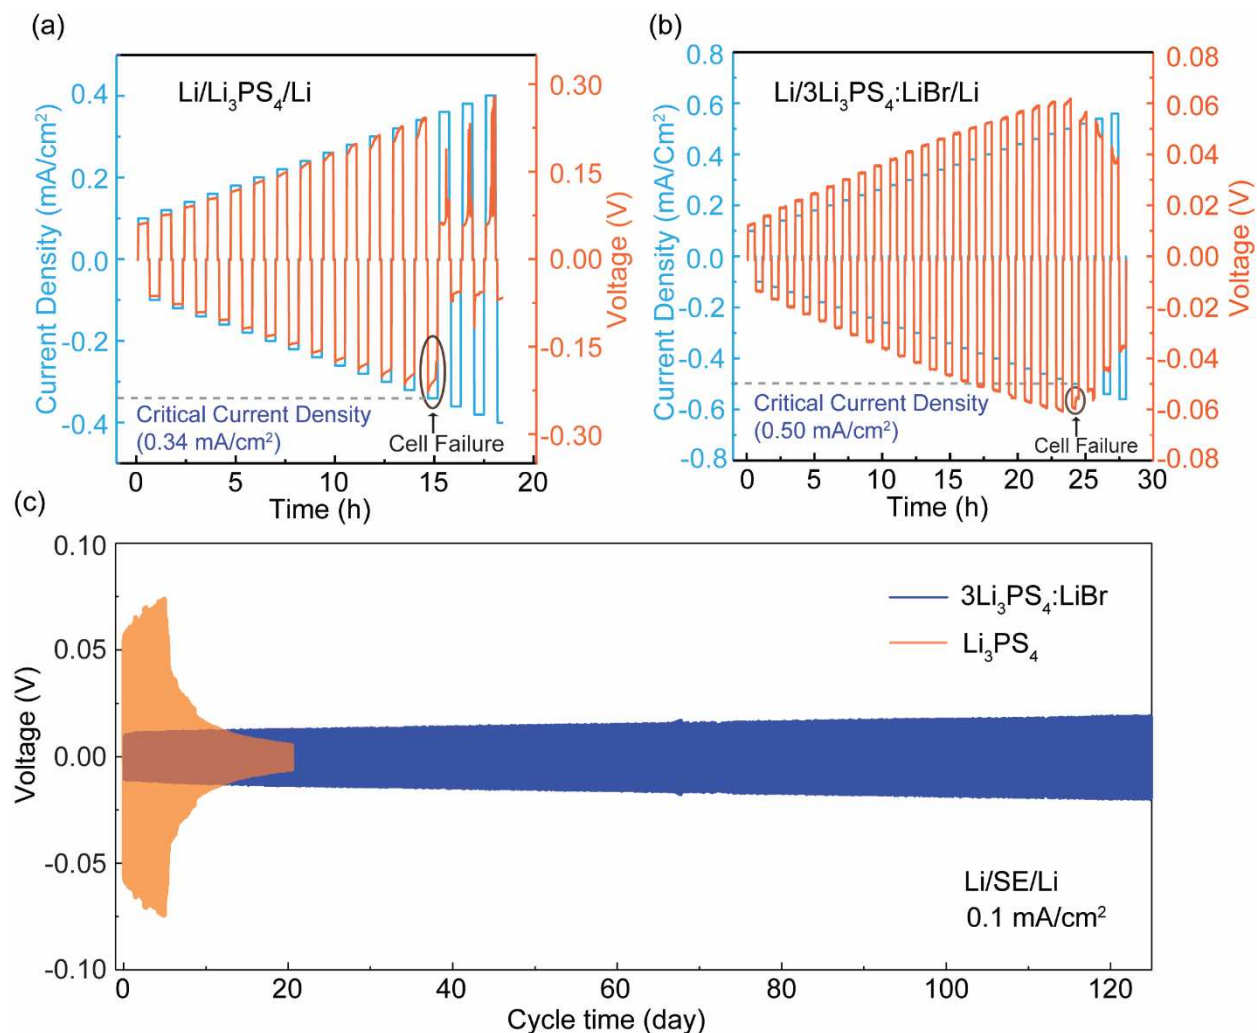 (a)
Li/Li₃PS₄/Li
Current Density (mA/cm²)
0.4
0.2
0.0
-0.2
-0.4
0.30
0.15
0.00
-0.15
-0.30
Voltage (V)
Critical Current Density
(0.34 mA/cm²)
Cell Failure
0
5
10
15
20
Time (h)
(b)
Li/3Li₃PS₄:LiBr/Li
Current Density (mA/Cm²)
0.8
0.6
0.4
0.2
0.0
-0.2
-0.4
-0.6
-0.8
0.08
0.06
0.04
0.02
0.00
-0.02
-0.04
-0.06
-0.08
Voltage (V)
Critical Current Density
(0.50 mA/cm²)
Cell Failure
0
5
10
15
20
25
30
Time (h)
(c)
Voltage (V)
0.10
0.05
0.00
-0.05
-0.10
3Li₃PS₄:LiBr
Li₃PS₄
Li/SE/Li
0.1 mA/cm²
0
20
40
60
80
100
120
Cycle time (day)